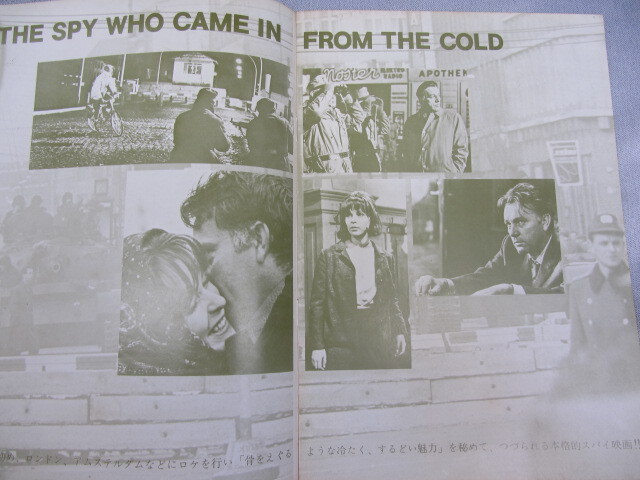 THE SPY WHO CAME IN FROM THE COLD
Noster RADIO APOTHEK
ロンドン、アムステルダムなどにロケを行い「骨をえぐるような冷たく、するどい魅力」を秘めて、つづられる本格的スパイ映画!!